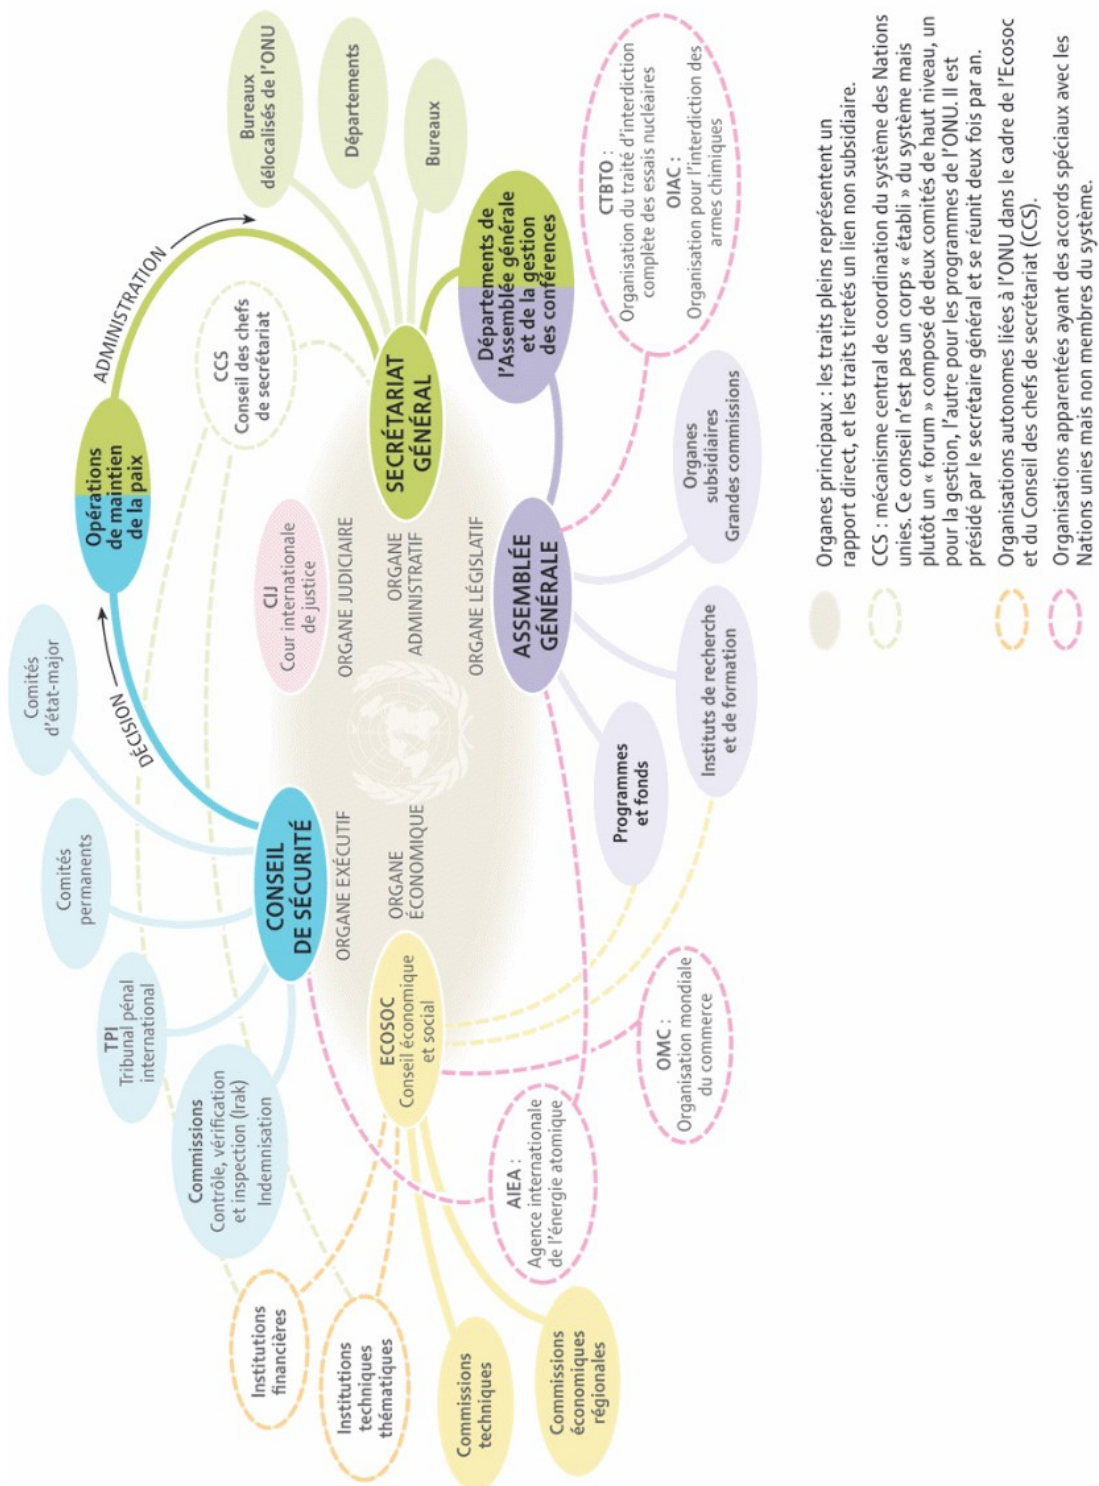 Institutions
financières
Institutions
techniques
thématiques
Commissions
techniques
Commissions
économiques
régionales
Commissions
Contrôle, vérification
et inspection (Irak)
Indemnisation
TPI
Tribunal pénal
international
Comités
permanents
Comités
d'état-major
DÉCISION
Opérations
de maintien
de la paix
ADMINISTRATION
CCS
Conseil des chefs
de secrétariat
Bureaux
délocalisés de l'ONU
Départements
Bureaux
CONSEIL
DE SÉCURITÉ
ORGANE EXÉCUTIF
CIJ
Cour internationale
de justice
ORGANE JUDICIAIRE
ECOSOC
Conseil économique
et social
ORGANE
ÉCONOMIQUE
ORGANE
ADMINISTRATIF
SECRÉTARIAT
GÉNÉRAL
ORGANE LÉGISLATIF
ASSEMBLÉE
GÉNÉRALE
Départements de
l'Assemblée générale
et de la gestion
des conférences
AIEA :
Agence internationale
de l'énergie atomique
OMC :
Organisation mondiale
du commerce
Programmes
et fonds
Instituts de recherche
et de formation
Organes
subsidiaires
Grandes commissions
CTBTO :
Organisation du traité d'interdiction
complète des essais nucléaires
OIAC :
Organisation pour l'interdiction des
armes chimiques
Organes principaux : les traits pleins représentent un
rapport direct, et les traits tiretés un lien non subsidiaire.
CCS : mécanisme central de coordination du système des Nations
unies. Ce conseil n'est pas un corps « établi » du système mais
plutôt un « forum » composé de deux comités de haut niveau, un
pour la gestion, l'autre pour les programmes de l'ONU. Il est
présidé par le secrétaire général et se réunit deux fois par an.
Organisations autonomes liées à l'ONU dans le cadre de l'Ecosoc
et du Conseil des chefs de secrétariat (CCS).
Organisations apparentées ayant des accords spéciaux avec les
Nations unies mais non membres du système.